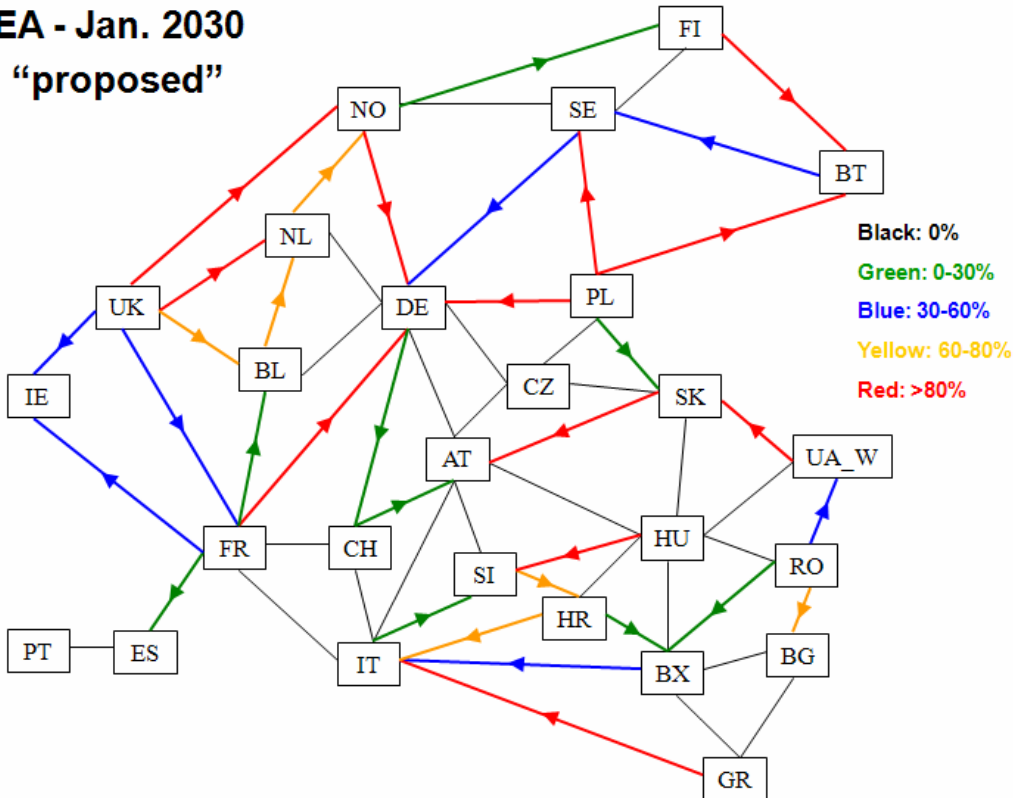 EA - Jan. 2030
“proposed”
FI
NO
SE
BT
NL
Black: 0%
Green: 0-30%
Blue: 30-60%
Yellow: 60-80%
Red: >80%
UK
DE
PL
BL
IE
CZ
SK
AT
UA_W
FR
CH
HU
SI
RO
HR
PT
ES
IT
BX
BG
GR